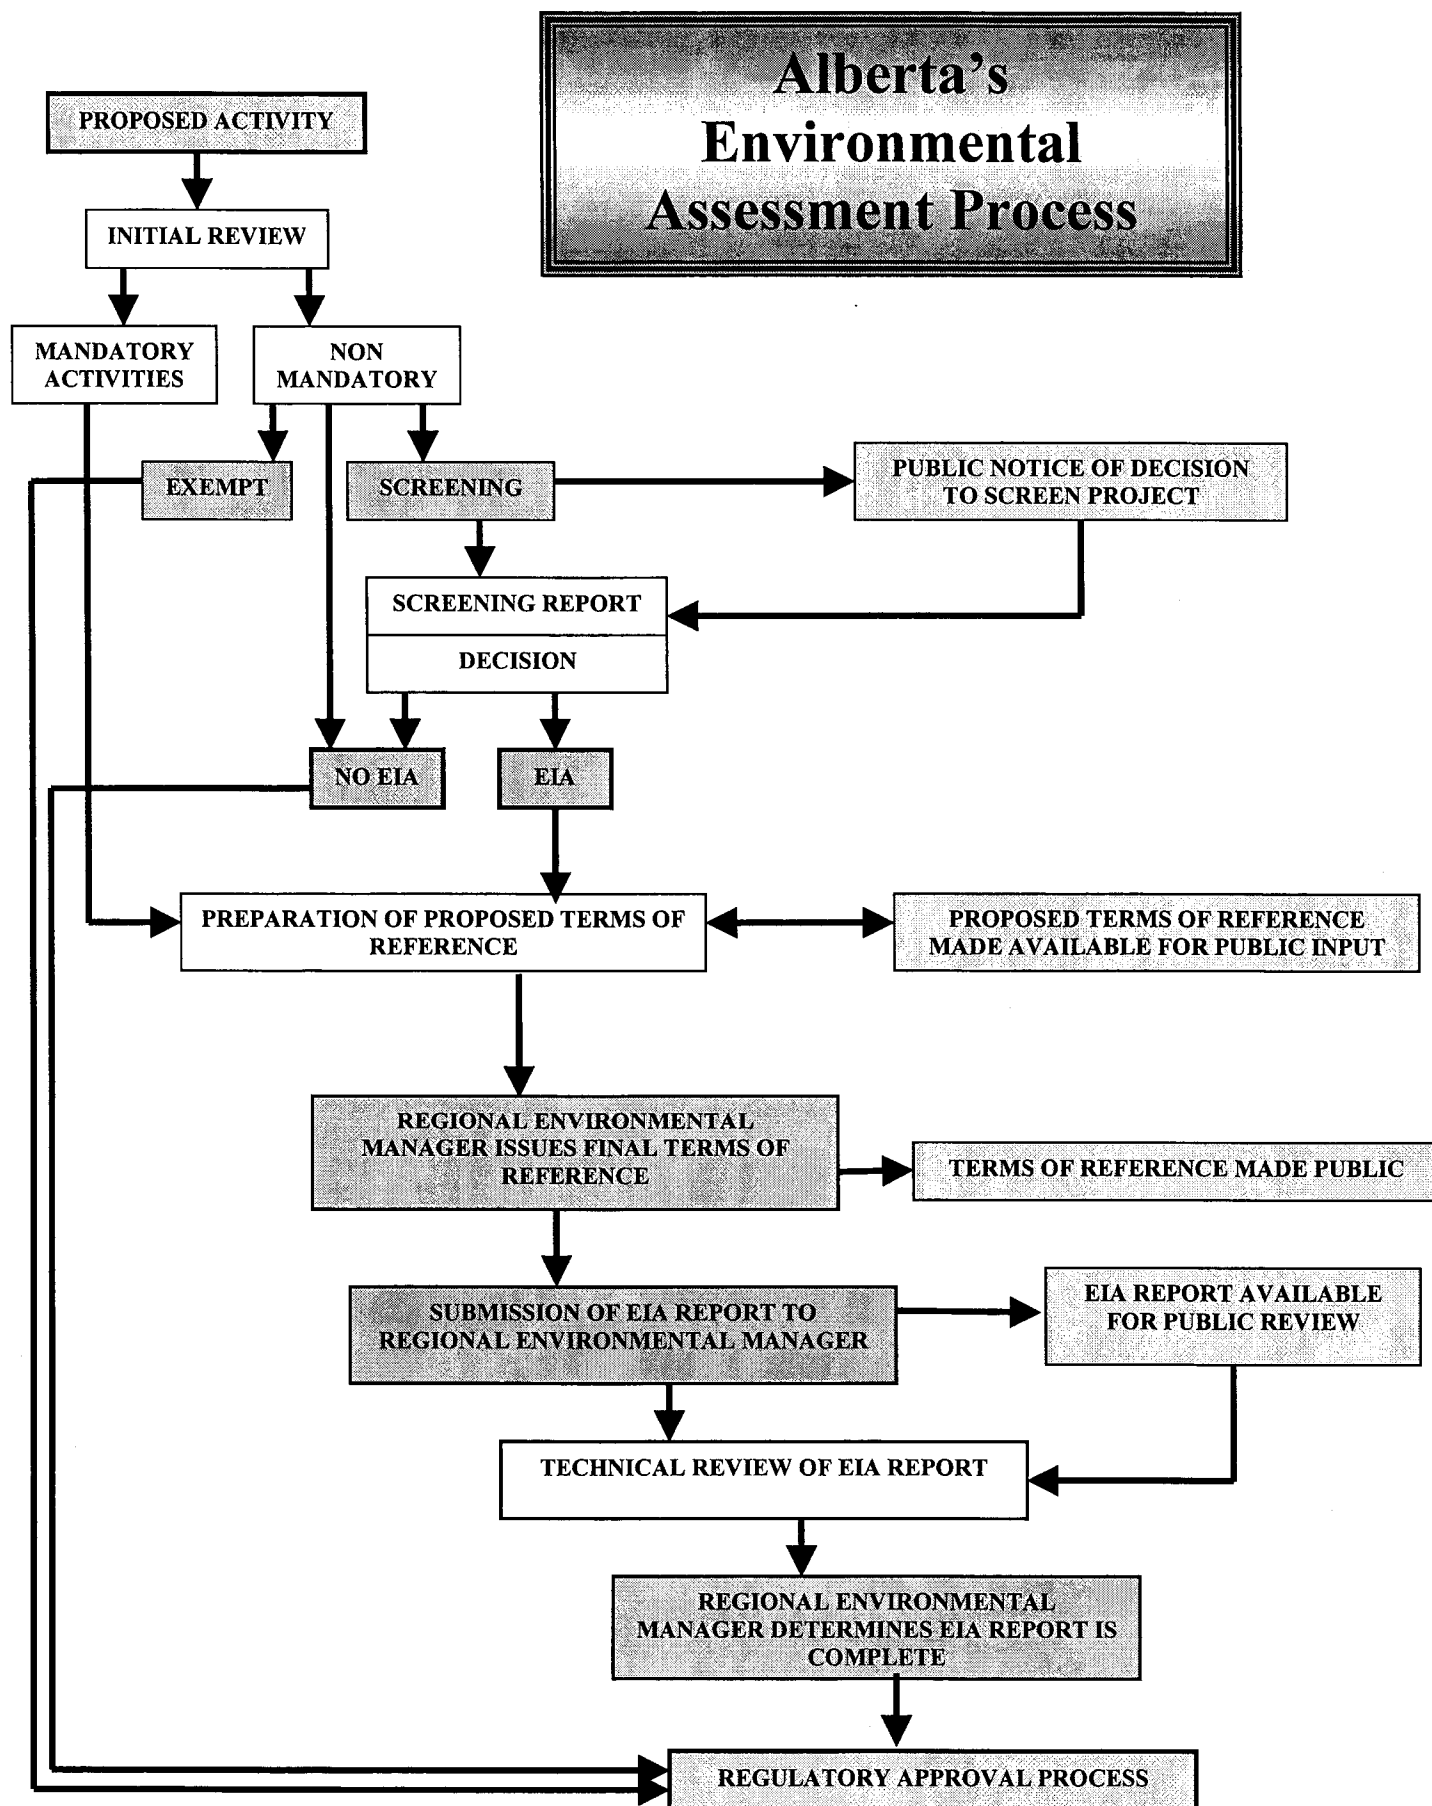 Alberta's
Environmental
Assessment Process
PROPOSED ACTIVITY
INITIAL REVIEW
MANDATORY
ACTIVITIES
NON
MANDATORY
EXEMPT
SCREENING
PUBLIC NOTICE OF DECISION
TO SCREEN PROJECT
SCREENING REPORT
DECISION
NO EIA
EIA
PREPARATION OF PROPOSED TERMS OF
REFERENCE
PROPOSED TERMS OF REFERENCE
MADE AVAILABLE FOR PUBLIC INPUT
REGIONAL ENVIRONMENTAL
MANAGER ISSUES FINAL TERMS OF
REFERENCE
TERMS OF REFERENCE MADE PUBLIC
SUBMISSION OF EIA REPORT TO
REGIONAL ENVIRONMENTAL MANAGER
EIA REPORT AVAILABLE
FOR PUBLIC REVIEW
TECHNICAL REVIEW OF EIA REPORT
REGIONAL ENVIRONMENTAL
MANAGER DETERMINES EIA REPORT IS
COMPLETE
REGULATORY APPROVAL PROCESS